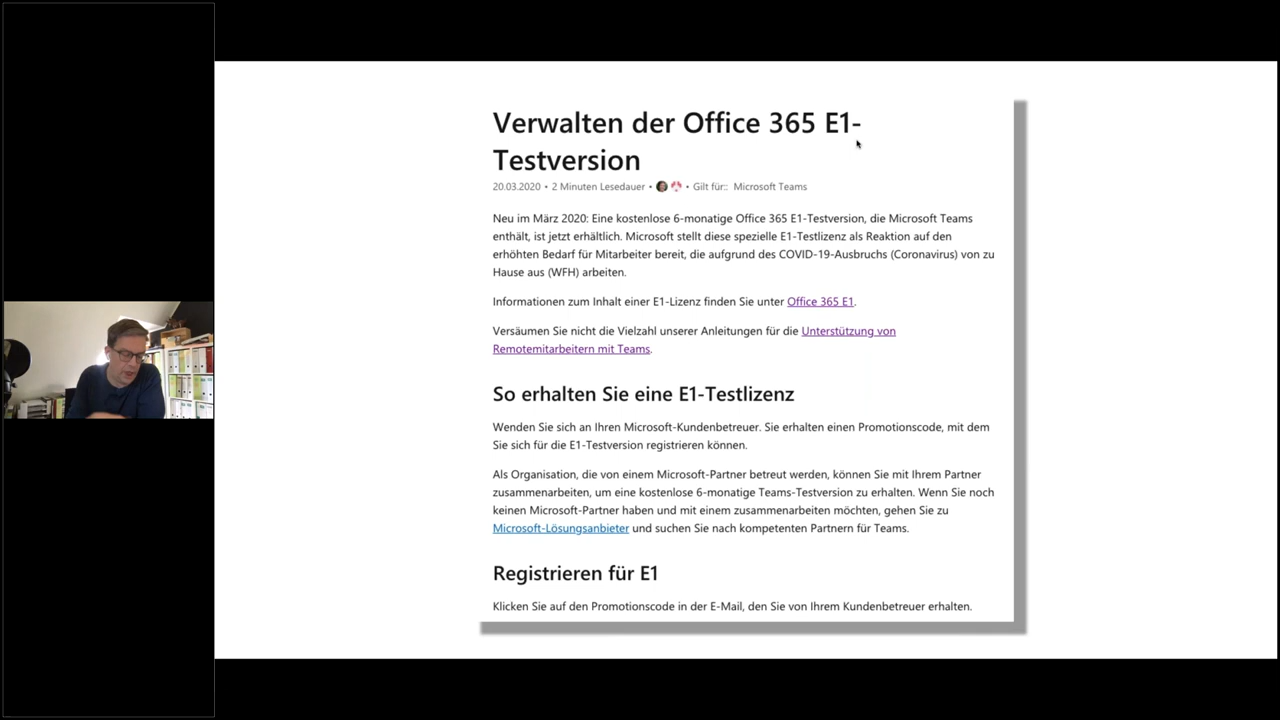 Verwalten der Office 365 E1-
Testversion
20.03.2020 • 2 Minuten Lesedauer • • Gilt für:: Microsoft Teams
Neu im März 2020: Eine kostenlose 6-monatige Office 365 E1-Testversion, die Microsoft Teams
enthält, ist jetzt erhältlich. Microsoft stellt diese spezielle E1-Testlizenz als Reaktion auf den
erhöhten Bedarf für Mitarbeiter bereit, die aufgrund des COVID-19-Ausbruchs (Coronavirus) von zu
Hause aus (WFH) arbeiten.
Informationen zum Inhalt einer E1-Lizenz finden Sie unter Office 365 E1.
Versäumen Sie nicht die Vielzahl unserer Anleitungen für die Unterstützung von
Remotemitarbeitern mit Teams.
So erhalten Sie eine E1-Testlizenz
Wenden Sie sich an Ihren Microsoft-Kundenbetreuer. Sie erhalten einen Promotionscode, mit dem
Sie sich für die E1-Testversion registrieren können.
Als Organisation, die von einem Microsoft-Partner betreut werden, können Sie mit Ihrem Partner
zusammenarbeiten, um eine kostenlose 6-monatige Teams-Testversion zu erhalten. Wenn Sie noch
keinen Microsoft-Partner haben und mit einem zusammenarbeiten möchten, gehen Sie zu
Microsoft-Lösungsanbieter und suchen Sie nach kompetenten Partnern für Teams.
Registrieren für E1
Klicken Sie auf den Promotionscode in der E-Mail, den Sie von Ihrem Kundenbetreuer erhalten.